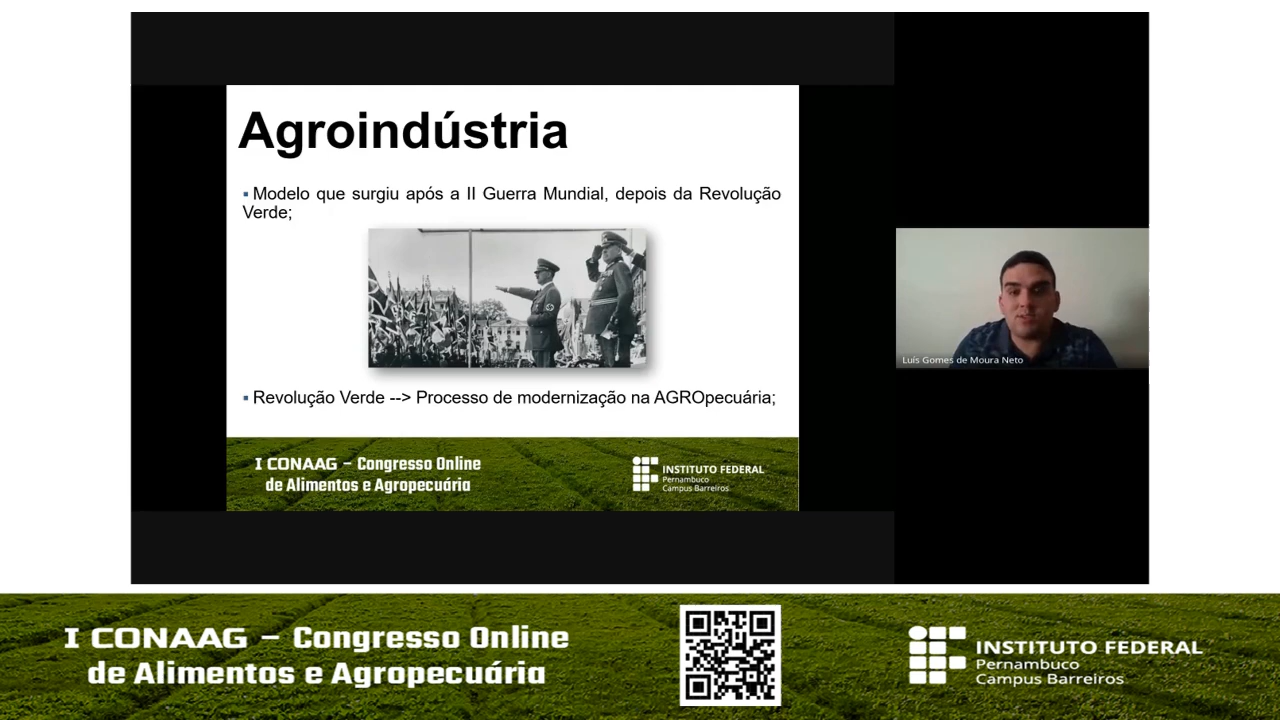 Agroindústria
▪ Modelo que surgiu após a II Guerra Mundial, depois da Revolução
Verde;
▪ Revolução Verde --> Processo de modernização na AGROpecuária;
I CONAAG – Congresso Online
de Alimentos e Agropecuária
INSTITUTO FEDERAL
Pernambuco
Campus Barreiros
Luís Gomes de Moura Neto
I CONAAG – Congresso Online
de Alimentos e Agropecuária
INSTITUTO FEDERAL
Pernambuco
Campus Barreiros